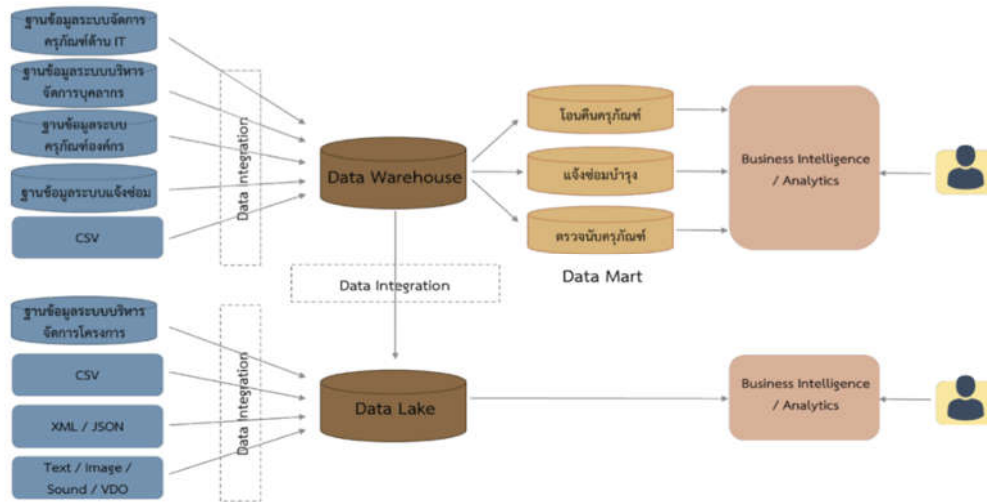 ฐานข้อมูลระบบจัดการ
ครุภัณฑ์ด้าน IT
ฐานข้อมูลระบบบริหาร
จัดการบุคลากร
ฐานข้อมูลระบบ
ครุภัณฑ์องค์กร
ฐานข้อมูลระบบแจ้งซ่อม
CSV
Data Integration
Data Warehouse
โอนคืนครุภัณฑ์
แจ้งซ่อมบำรุง
ตรวจนับครุภัณฑ์
Data Mart
Business Intelligence
/ Analytics
Data Integration
ฐานข้อมูลระบบบริหาร
จัดการโครงการ
CSV
XML / JSON
Text / Image /
Sound / VDO
Data Integration
Data Lake
Business Intelligence
/ Analytics